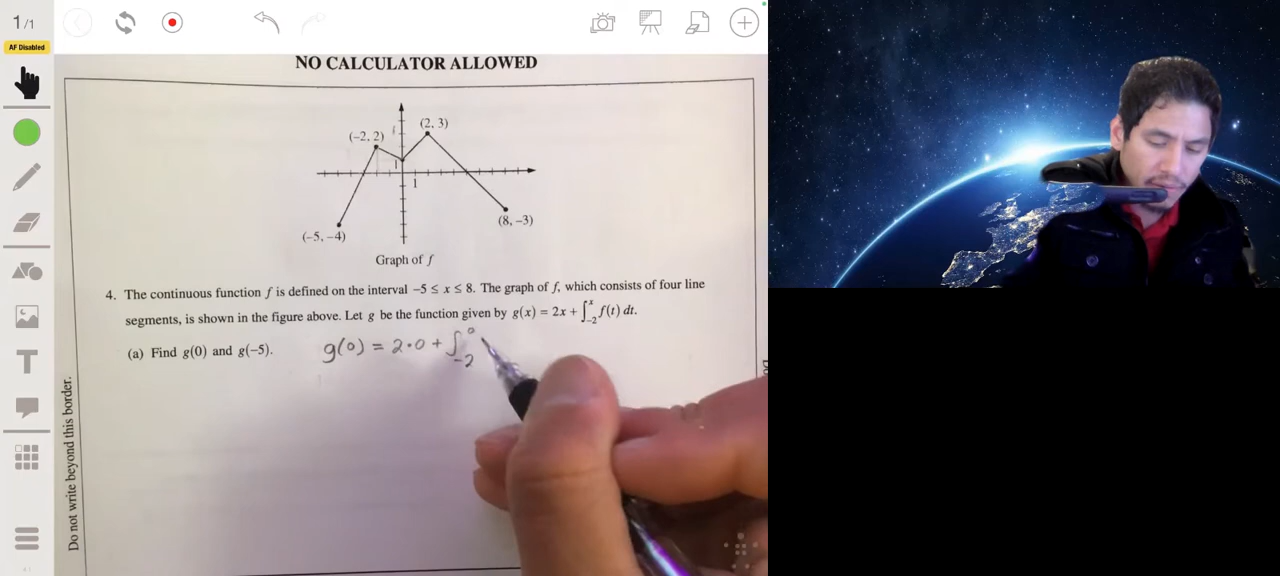 1/1
AF Disabled
NO CALCULATOR ALLOWED
(2, 3)
(−2, 2)
1
1
(8, −3)
(−5, −4)
Graph of f
4. The continuous function f is defined on the interval −5 ≤ x ≤ 8. The graph of f, which consists of four line
segments, is shown in the figure above. Let g be the function given by g(x) = 2x + ∫_{−2}^{x} f(t) dt.
(a) Find g(0) and g(−5). g(0) = 2·0 + ∫_{−2}^{0}
Do not write beyond this border.